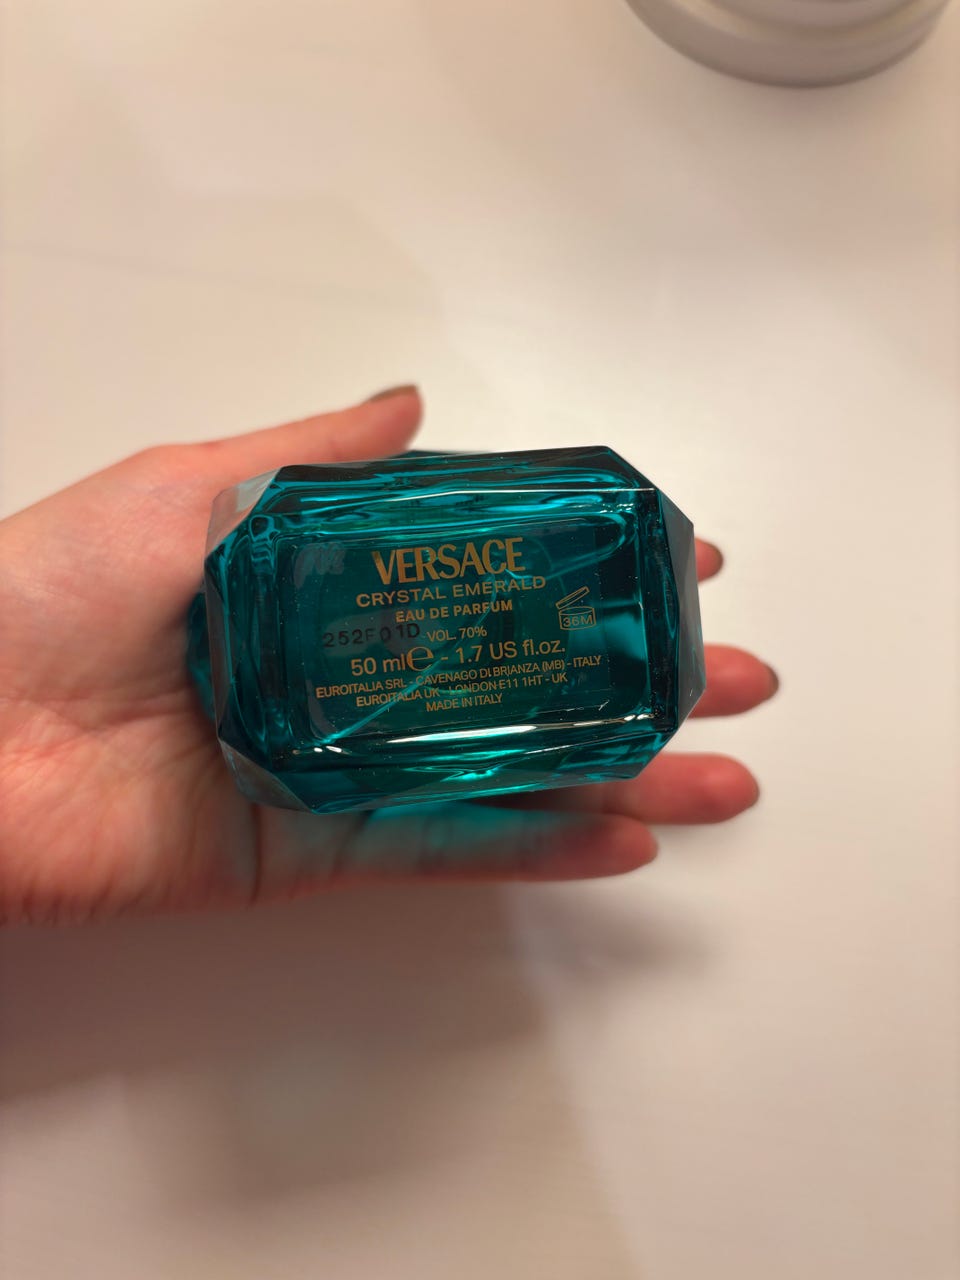 VERSACE
CRYSTAL EMERALD
EAU DE PARFUM
252F01D VOL. 70%
36M
50 ml ℮ - 1.7 US fl.oz.
EUROITALIA SRL - CAVENAGO DI BRIANZA (MB) - ITALY
EUROITALIA UK - LONDON E11 1HT - UK
MADE IN ITALY